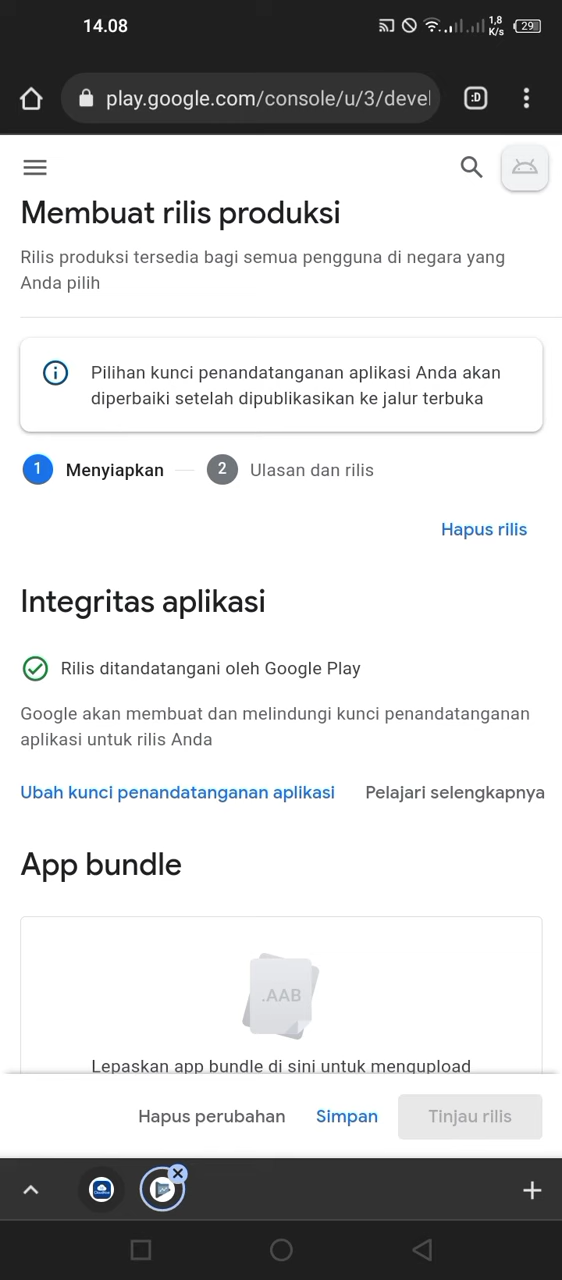 14.08
1,8
K/s
29
play.google.com/console/u/3/devel
:D
Membuat rilis produksi
Rilis produksi tersedia bagi semua pengguna di negara yang
Anda pilih
Pilihan kunci penandatanganan aplikasi Anda akan
diperbaiki setelah dipublikasikan ke jalur terbuka
1 Menyiapkan 2 Ulasan dan rilis
Hapus rilis
Integritas aplikasi
Rilis ditandatangani oleh Google Play
Google akan membuat dan melindungi kunci penandatanganan
aplikasi untuk rilis Anda
Ubah kunci penandatanganan aplikasi Pelajari selengkapnya
App bundle
.AAB
Lepaskan app bundle di sini untuk mengupload
Hapus perubahan Simpan Tinjau rilis